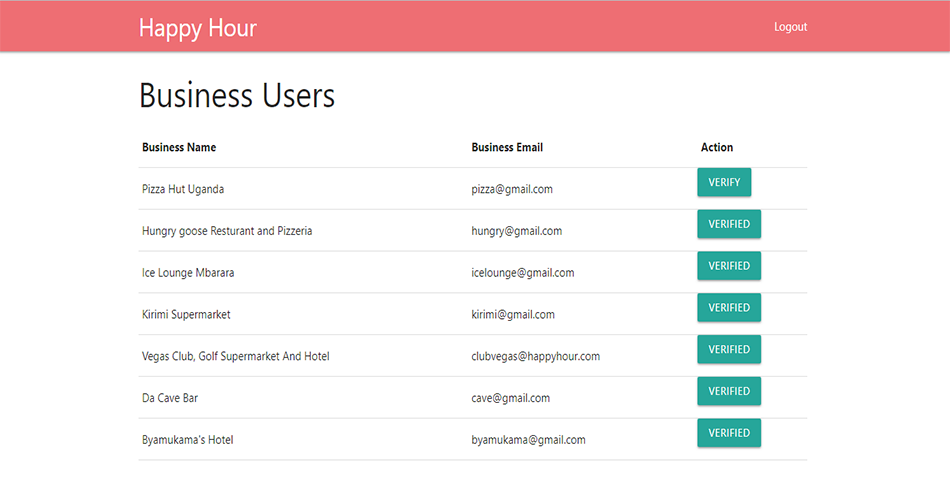 Happy Hour Logout
Business Users
Business Name Business Email Action
Pizza Hut Uganda pizza@gmail.com VERIFY
Hungry goose Resturant and Pizzeria hungry@gmail.com VERIFIED
Ice Lounge Mbarara icelounge@gmail.com VERIFIED
Kirimi Supermarket kirimi@gmail.com VERIFIED
Vegas Club, Golf Supermarket And Hotel clubvegas@happyhour.com VERIFIED
Da Cave Bar cave@gmail.com VERIFIED
Byamukama's Hotel byamukama@gmail.com VERIFIED